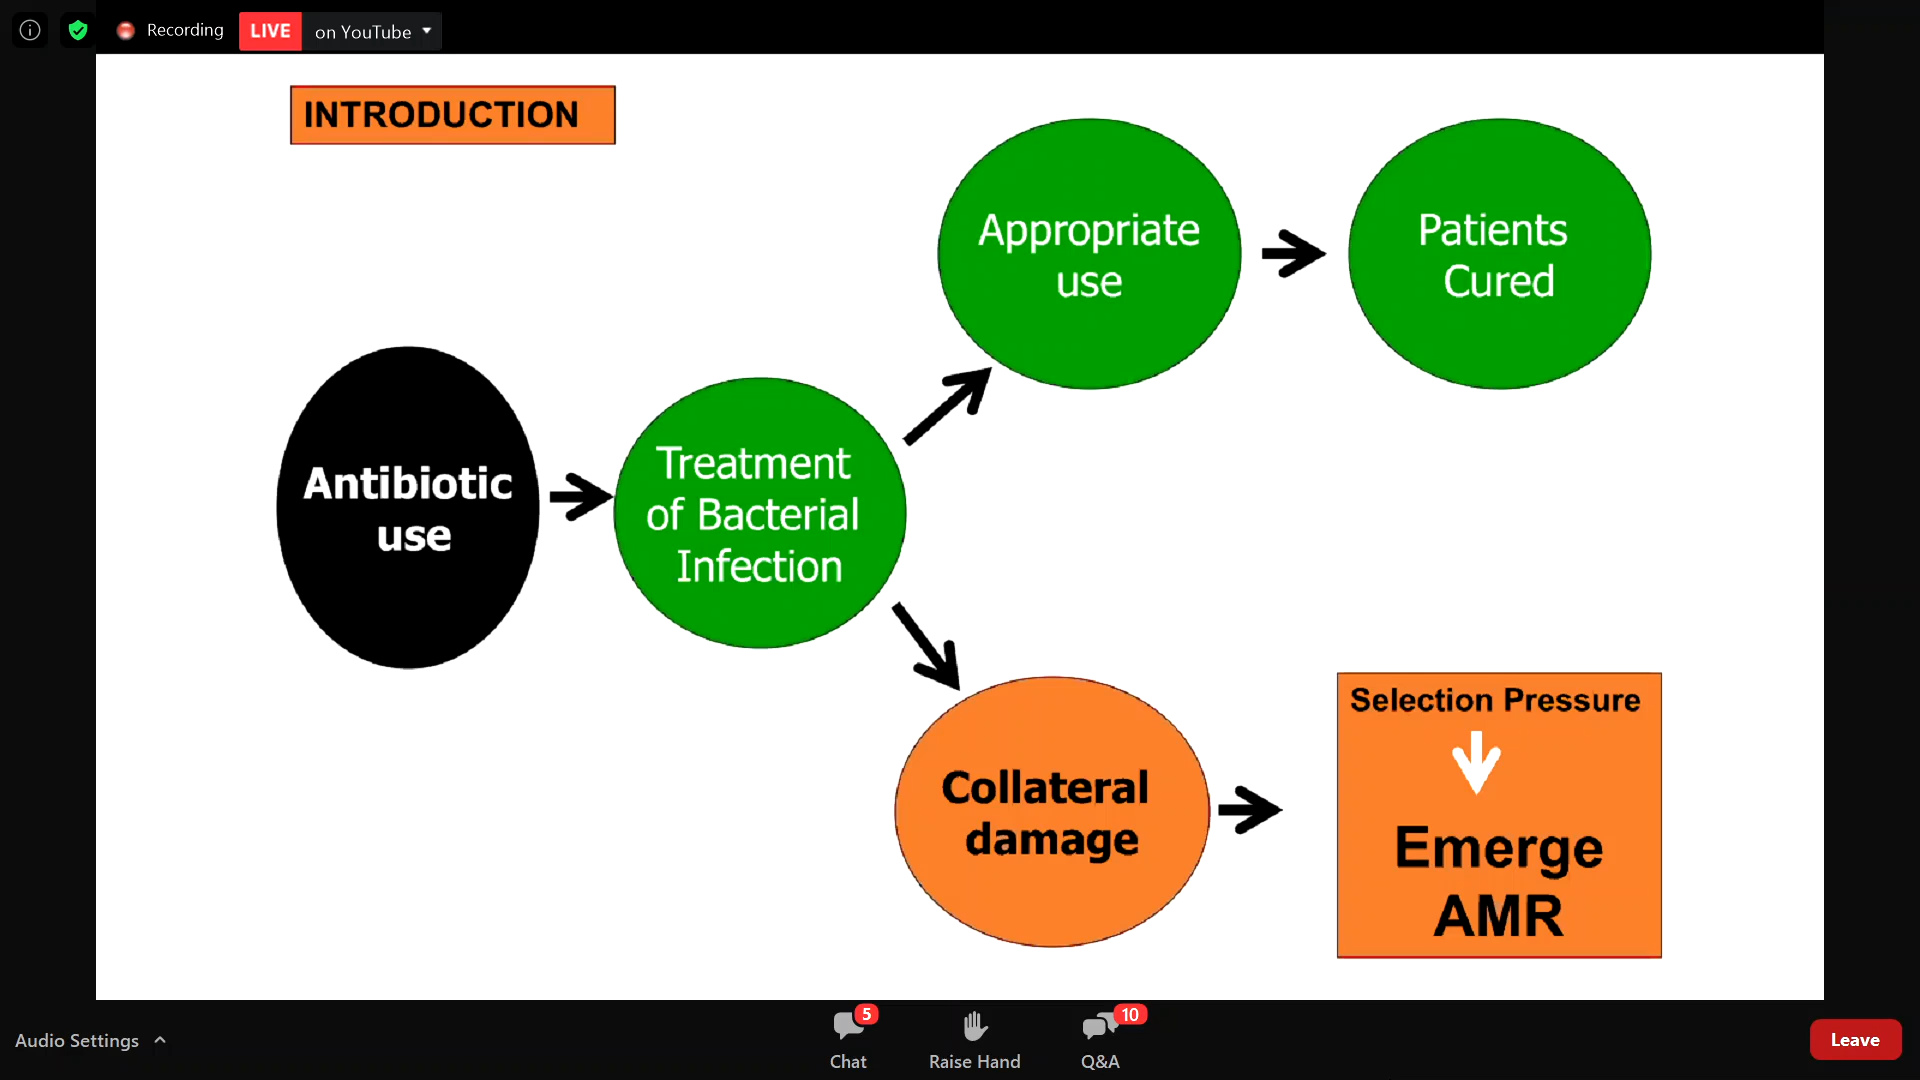 Recording
LIVE
on YouTube
INTRODUCTION
Appropriate
use
Patients
Cured
Antibiotic
use
Treatment
of Bacterial
Infection
Collateral
damage
Selection Pressure
Emerge
AMR
Audio Settings
5
Chat
Raise Hand
10
Q&A
Leave